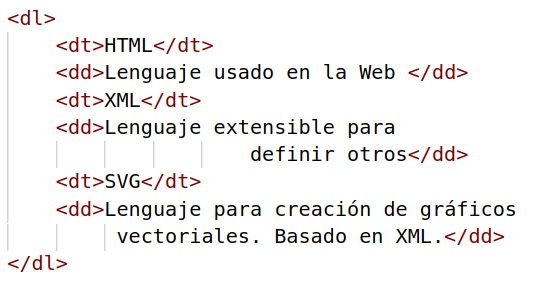 <dl>
<dt>HTML</dt>
<dd>Lenguaje usado en la Web </dd>
<dt>XML</dt>
<dd>Lenguaje extensible para
definir otros</dd>
<dt>SVG</dt>
<dd>Lenguaje para creación de gráficos
vectoriales. Basado en XML.</dd>
</dl>